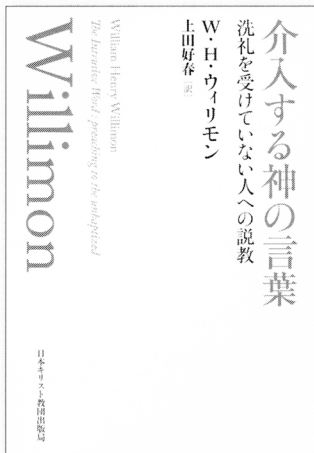 介入する神の言葉
洗礼を受けていない人への説教
W・H・ウィリモン
上田好春 訳
William Henry Willimon
The Intrusive Word : preaching to the unbaptized
Willimon
日本キリスト教団出版局